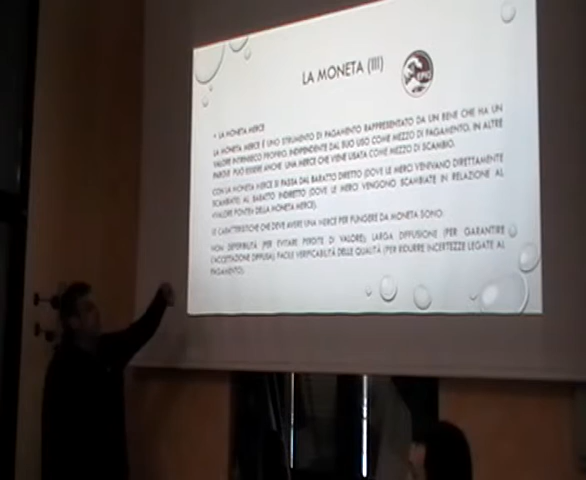 LA MONETA (III)
EPIC
• LA MONETA MERCE
LA MONETA MERCE È UNO STRUMENTO DI PAGAMENTO RAPPRESENTATO DA UN BENE CHE HA UN
VALORE INTRINSECO PROPRIO, INDIPENDENTE DAL SUO USO COME MEZZO DI PAGAMENTO. IN ALTRE
PAROLE PUÒ ESSERE ANCHE UNA MERCE CHE VIENE USATA COME MEZZO DI SCAMBIO.
CON LA MONETA MERCE SI PASSA DAL BARATTO DIRETTO (DOVE LE MERCI VENIVANO DIRETTAMENTE
SCAMBIATE) AL BARATTO INDIRETTO (DOVE LE MERCI VENGONO SCAMBIATE IN RELAZIONE AL
«VALORE PONTE» DELLA MONETA MERCE).
LE CARATTERISTICHE CHE DEVE AVERE UNA MERCE PER FUNGERE DA MONETA SONO:
NON DEPERIBILITÀ (PER EVITARE PERDITE DI VALORE); LARGA DIFFUSIONE (PER GARANTIRE
L'ACCETTAZIONE DIFFUSA); FACILE VERIFICABILITÀ DELLE QUALITÀ (PER RIDURRE INCERTEZZE LEGATE AL
PAGAMENTO).